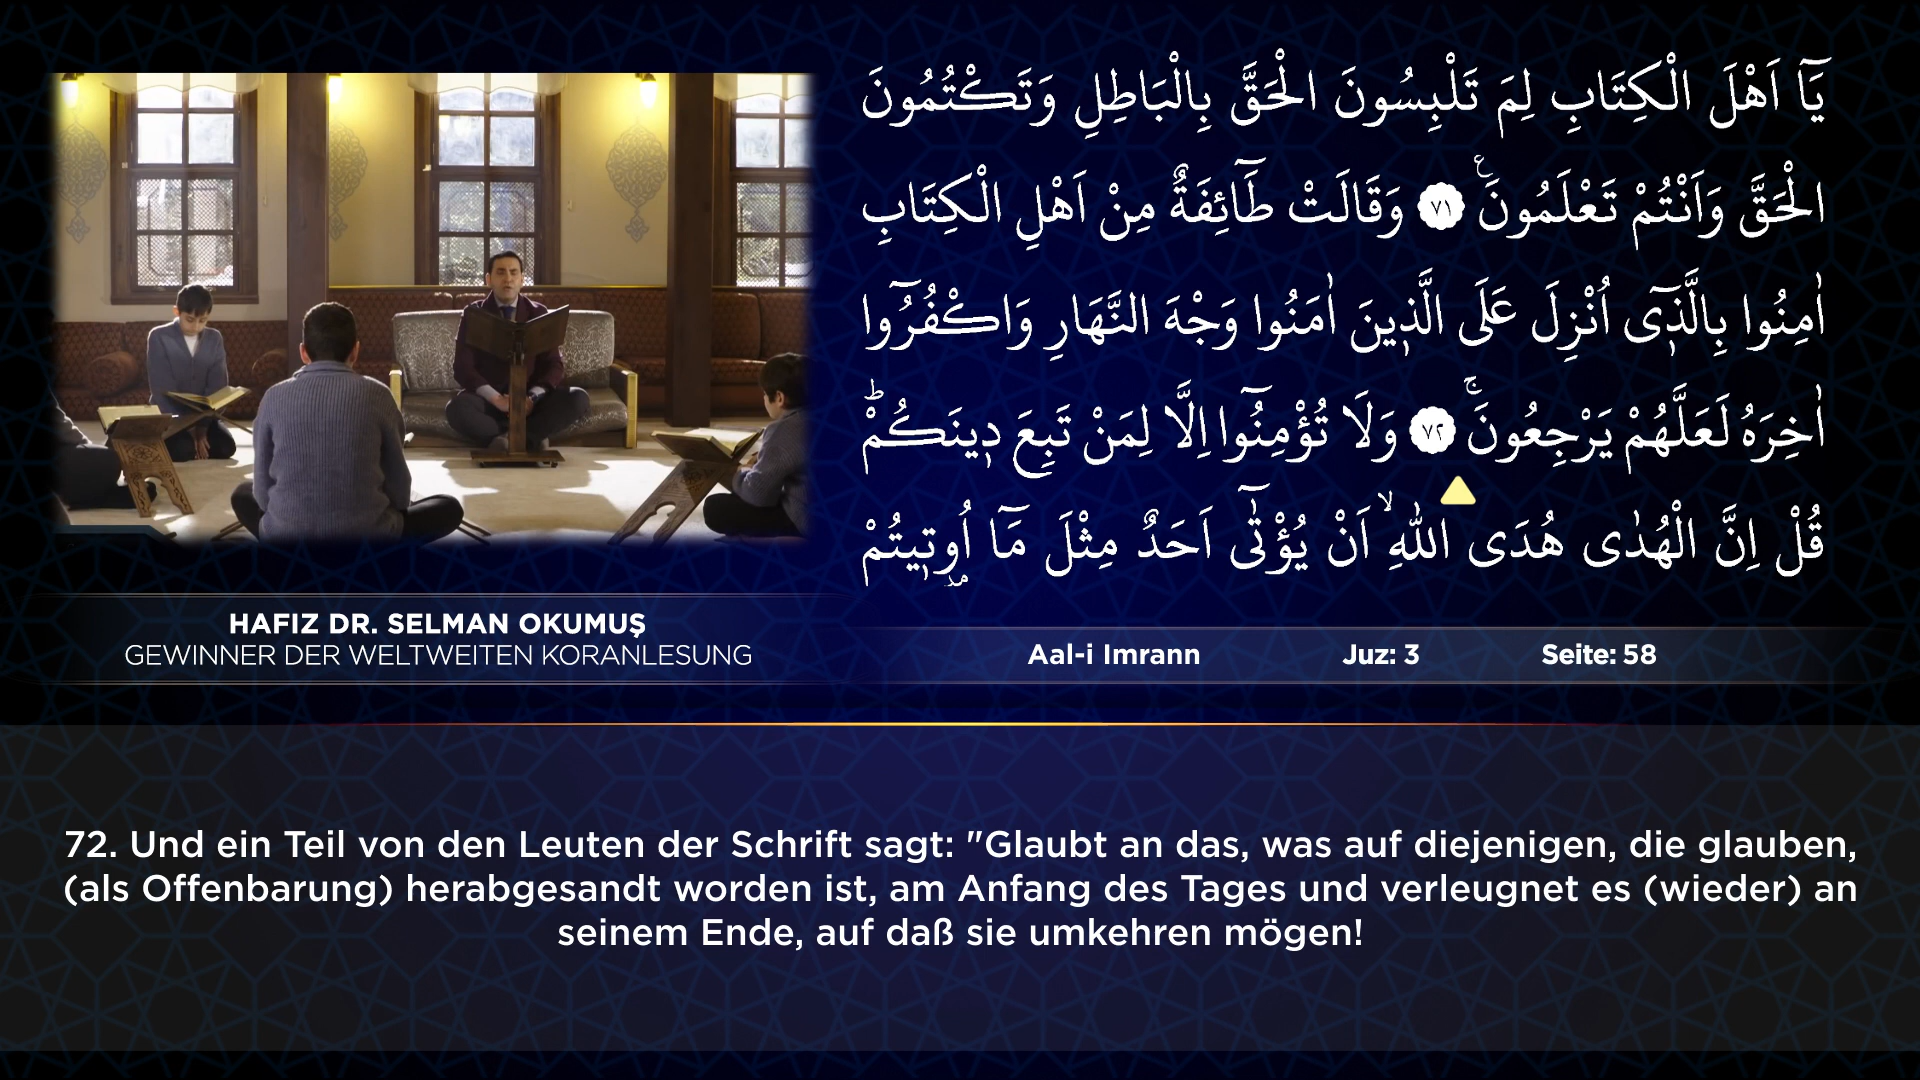 يَٓا اَهْلَ الْكِتَابِ لِمَ تَلْبِسُونَ الْحَقَّ بِالْبَاطِلِ وَتَكْتُمُونَ
الْحَقَّ وَاَنْتُمْ تَعْلَمُونَۚ ﴿٧١﴾ وَقَالَتْ طَٓائِفَةٌ مِنْ اَهْلِ الْكِتَابِ
اٰمِنُوا بِالَّذ۪ٓى اُنْزِلَ عَلَى الَّذ۪ينَ اٰمَنُوا وَجْهَ النَّهَارِ وَاكْفُرُٓوا
اٰخِرَهُ لَعَلَّهُمْ يَرْجِعُونَۚ ﴿٧٢﴾ وَلَا تُؤْمِنُٓوا اِلَّا لِمَنْ تَبِعَ د۪ينَكُمْۜ
قُلْ اِنَّ الْهُدٰى هُدَى اللّٰهِۙ اَنْ يُؤْتٰٓى اَحَدٌ مِثْلَ مَٓا اُو۫ت۪يتُمْ
HAFIZ DR. SELMAN OKUMUŞ
GEWINNER DER WELTWEITEN KORANLESUNG
Aal-i Imrann Juz: 3 Seite: 58
72. Und ein Teil von den Leuten der Schrift sagt: "Glaubt an das, was auf diejenigen, die glauben,
(als Offenbarung) herabgesandt worden ist, am Anfang des Tages und verleugnet es (wieder) an
seinem Ende, auf daß sie umkehren mögen!